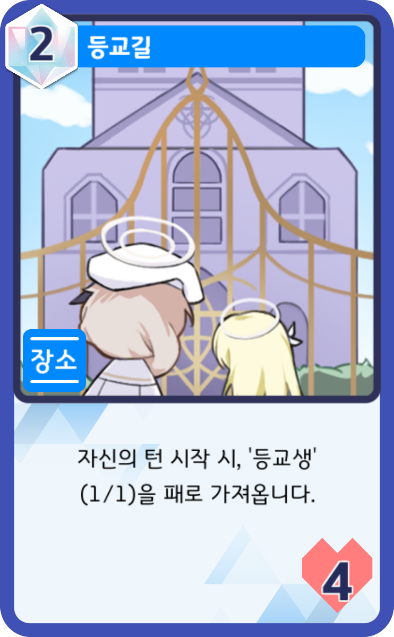 2
등교길
장소
자신의 턴 시작 시, '등교생'
(1/1)을 패로 가져옵니다.
4